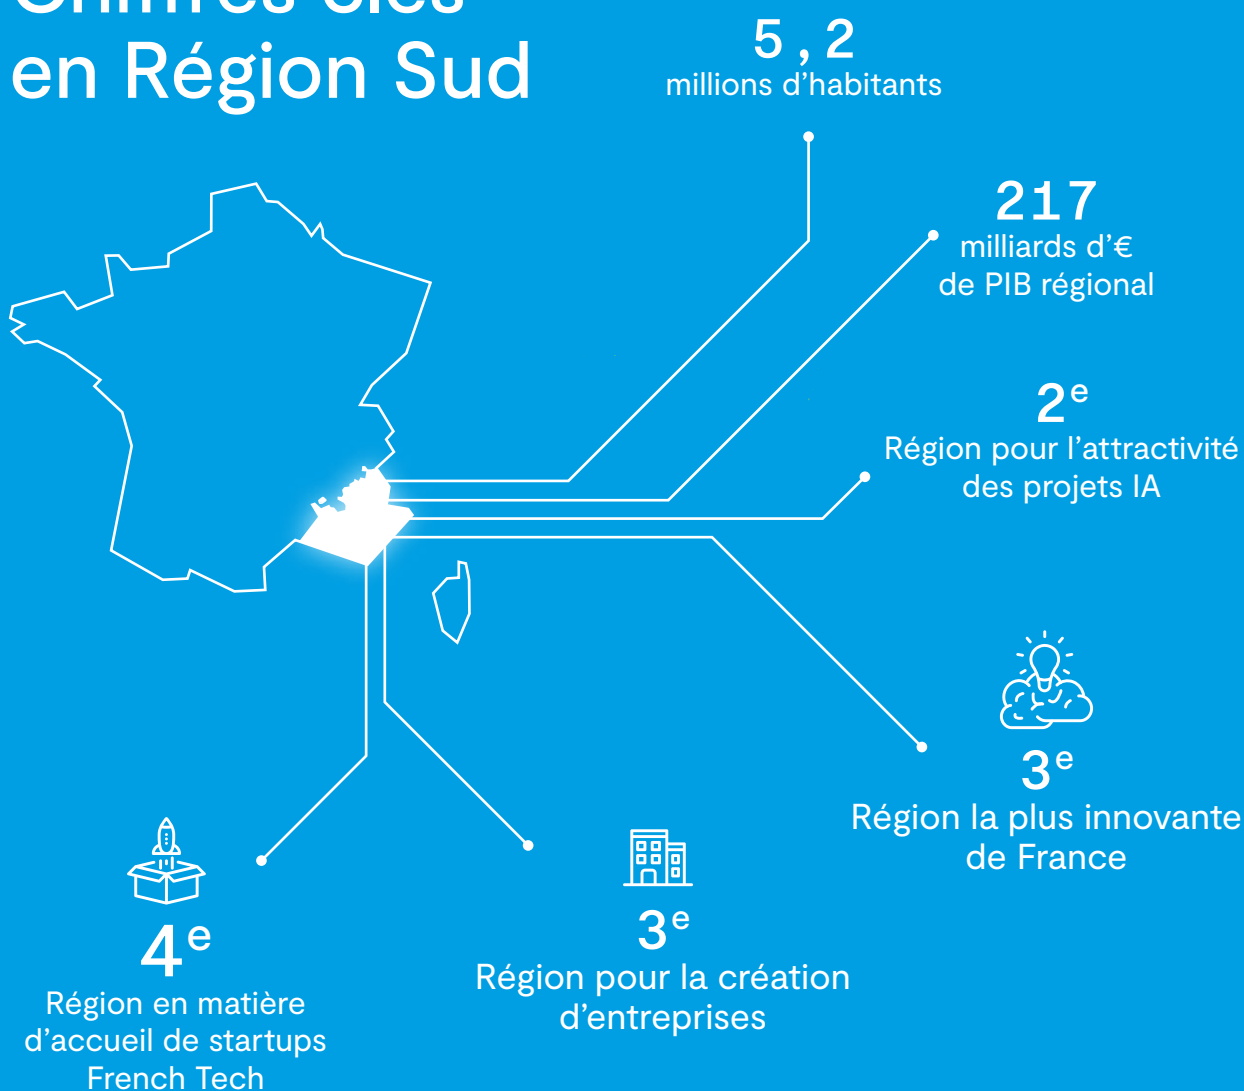 en Région Sud
5,2
millions d'habitants
217
milliards d'€
de PIB régional
2e
Région pour l'attractivité
des projets IA
3e
Région la plus innovante
de France
3e
Région pour la création
d'entreprises
4e
Région en matière
d'accueil de startups
French Tech